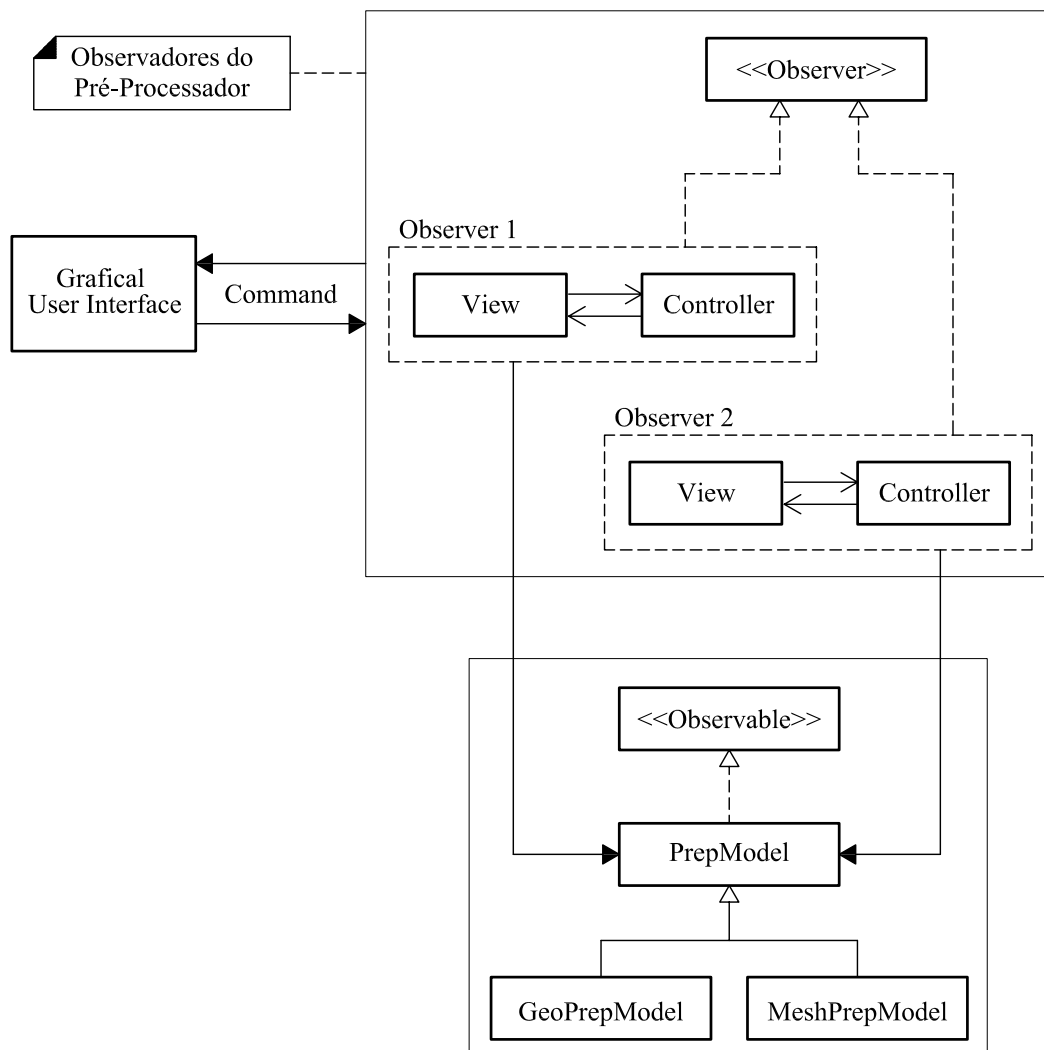 Observadores do
Pré-Processador
<<Observer>>
Observer 1
Grafical
User Interface
Command
View
Controller
Observer 2
View
Controller
<<Observable>>
PrepModel
GeoPrepModel
MeshPrepModel